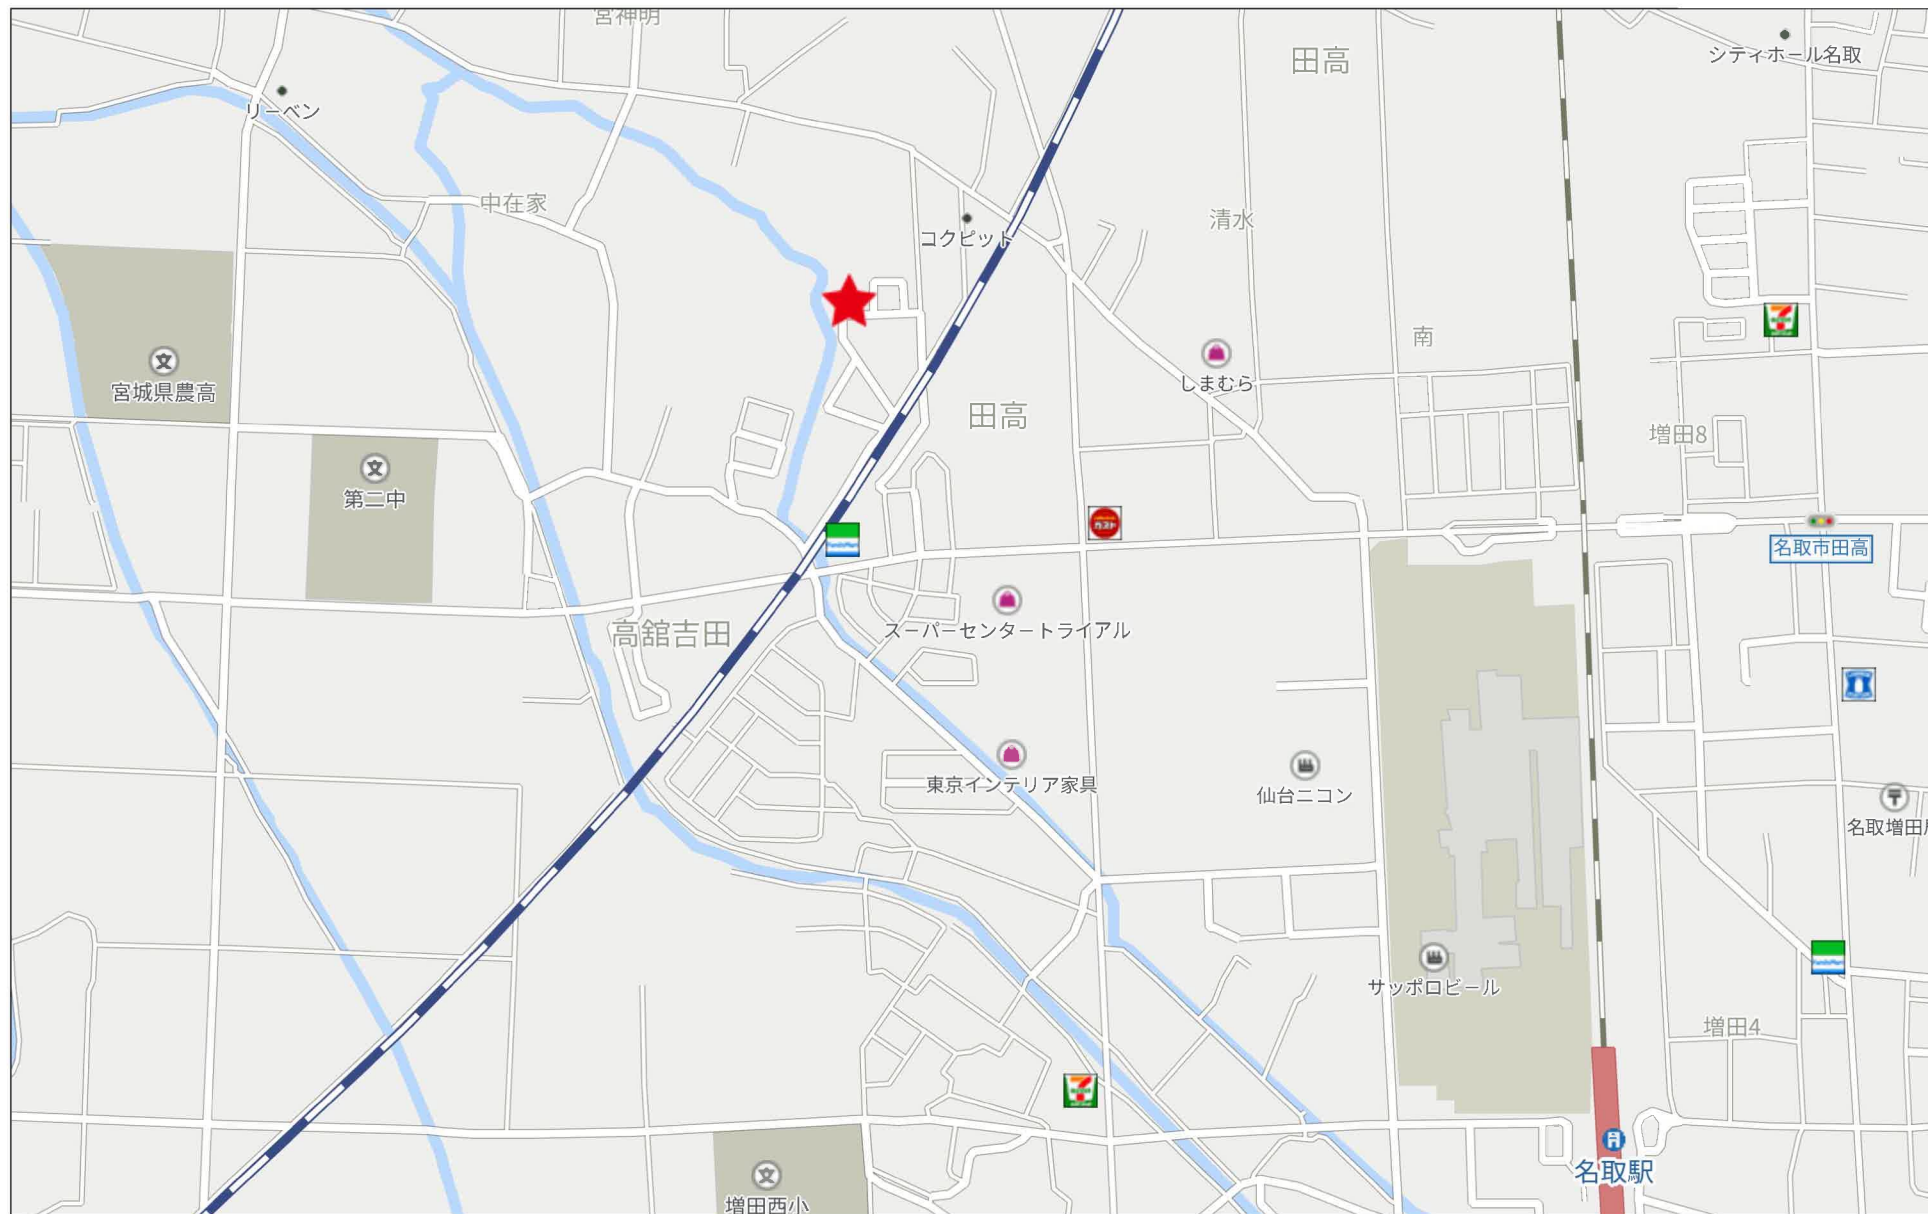 宮神明
田高
シティホール名取
リーベン
中在家
清水
コクピット
南
しまむら
宮城県農高
田高
増田8
第二中
ガスト
名取市田高
FamilyMart
スーパーセンタートライアル
高舘吉田
東京インテリア家具
仙台ニコン
名取増田
サッポロビール
FamilyMart
増田4
名取駅
増田西小